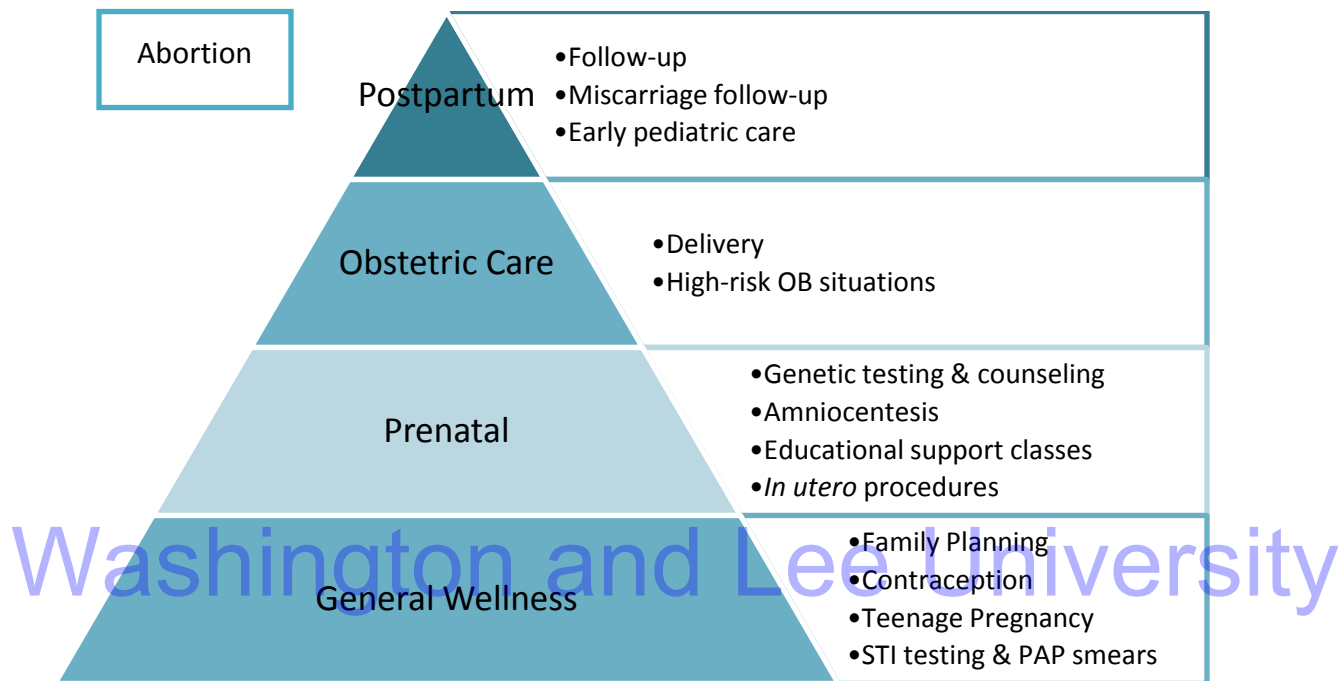 Abortion
Postpartum
•Follow-up
•Miscarriage follow-up
•Early pediatric care
Obstetric Care
•Delivery
•High-risk OB situations
Prenatal
•Genetic testing & counseling
•Amniocentesis
•Educational support classes
•In utero procedures
General Wellness
•Family Planning
•Contraception
•Teenage Pregnancy
•STI testing & PAP smears
Washington and Lee University